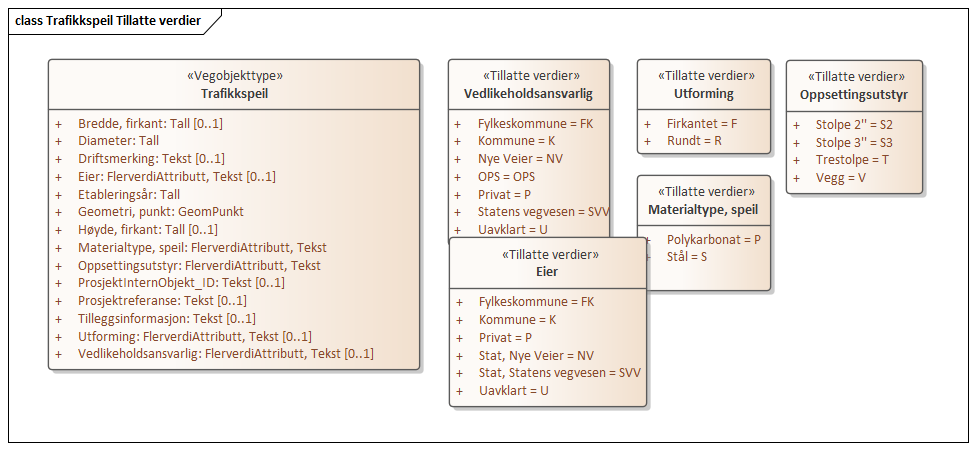 class Trafikkspeil Tillatte verdier
«Vegobjekttype»
Trafikkspeil
+ Bredde, firkant: Tall [0..1]
+ Diameter: Tall
+ Driftsmerking: Tekst [0..1]
+ Eier: FlerverdiAttributt, Tekst [0..1]
+ Etableringsår: Tall
+ Geometri, punkt: GeomPunkt
+ Høyde, firkant: Tall [0..1]
+ Materialtype, speil: FlerverdiAttributt, Tekst
+ Oppsettingsutstyr: FlerverdiAttributt, Tekst
+ ProsjektInternObjekt_ID: Tekst [0..1]
+ Prosjektreferanse: Tekst [0..1]
+ Tilleggsinformasjon: Tekst [0..1]
+ Utforming: FlerverdiAttributt, Tekst [0..1]
+ Vedlikeholdsansvarlig: FlerverdiAttributt, Tekst [0..1]
«Tillatte verdier»
Vedlikeholdsansvarlig
+ Fylkeskommune = FK
+ Kommune = K
+ Nye Veier = NV
+ OPS = OPS
+ Privat = P
+ Statens vegvesen = SVV
+ Uavklart = U
«Tillatte verdier»
Eier
+ Fylkeskommune = FK
+ Kommune = K
+ Privat = P
+ Stat, Nye Veier = NV
+ Stat, Statens vegvesen = SVV
+ Uavklart = U
«Tillatte verdier»
Utforming
+ Firkantet = F
+ Rundt = R
«Tillatte verdier»
Materialtype, speil
+ Polykarbonat = P
+ Stål = S
«Tillatte verdier»
Oppsettingsutstyr
+ Stolpe 2" = S2
+ Stolpe 3" = S3
+ Trestolpe = T
+ Vegg = V